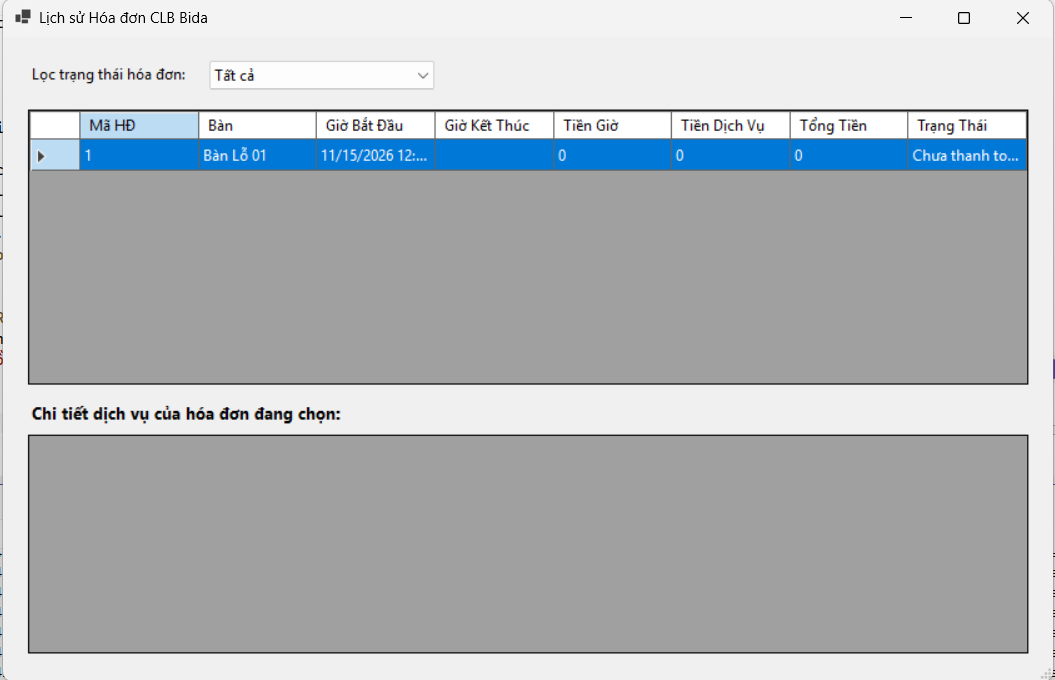 Lịch sử Hóa đơn CLB Bida
Lọc trạng thái hóa đơn: Tất cả
Mã HĐ Bàn Giờ Bắt Đầu Giờ Kết Thúc Tiền Giờ Tiền Dịch Vụ Tổng Tiền Trạng Thái
1 Bàn Lỗ 01 11/15/2026 12:... 0 0 0 Chưa thanh to...
Chi tiết dịch vụ của hóa đơn đang chọn: